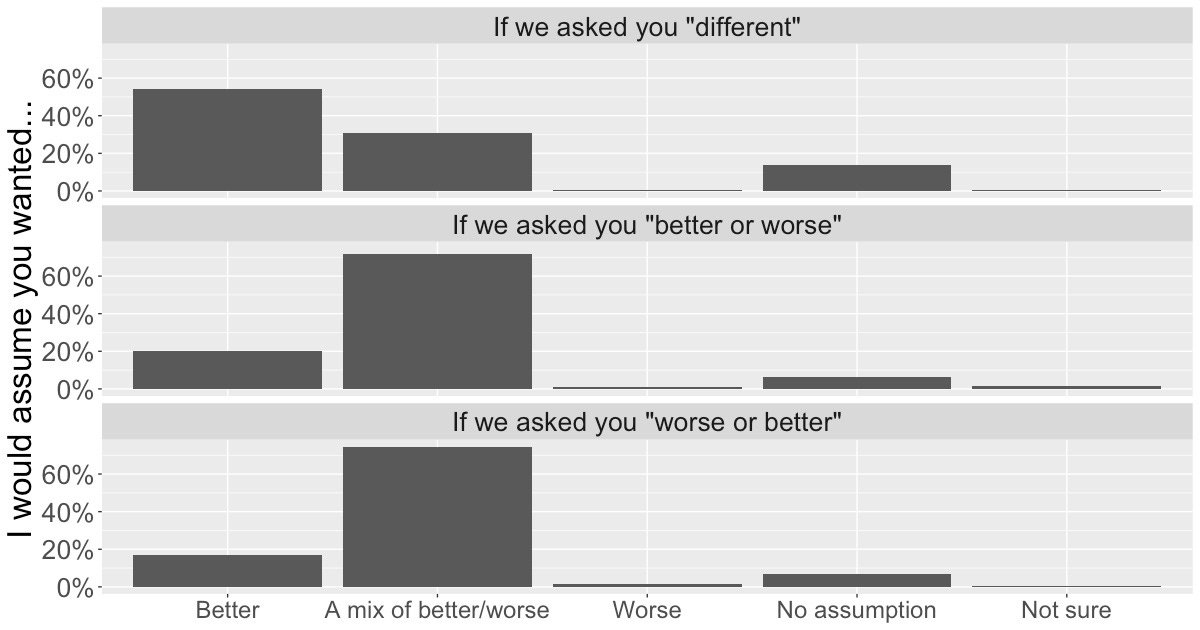 I would assume you wanted...
If we asked you "different"
60%
40%
20%
0%
If we asked you "better or worse"
60%
40%
20%
0%
If we asked you "worse or better"
60%
40%
20%
0%
Better
A mix of better/worse
Worse
No assumption
Not sure